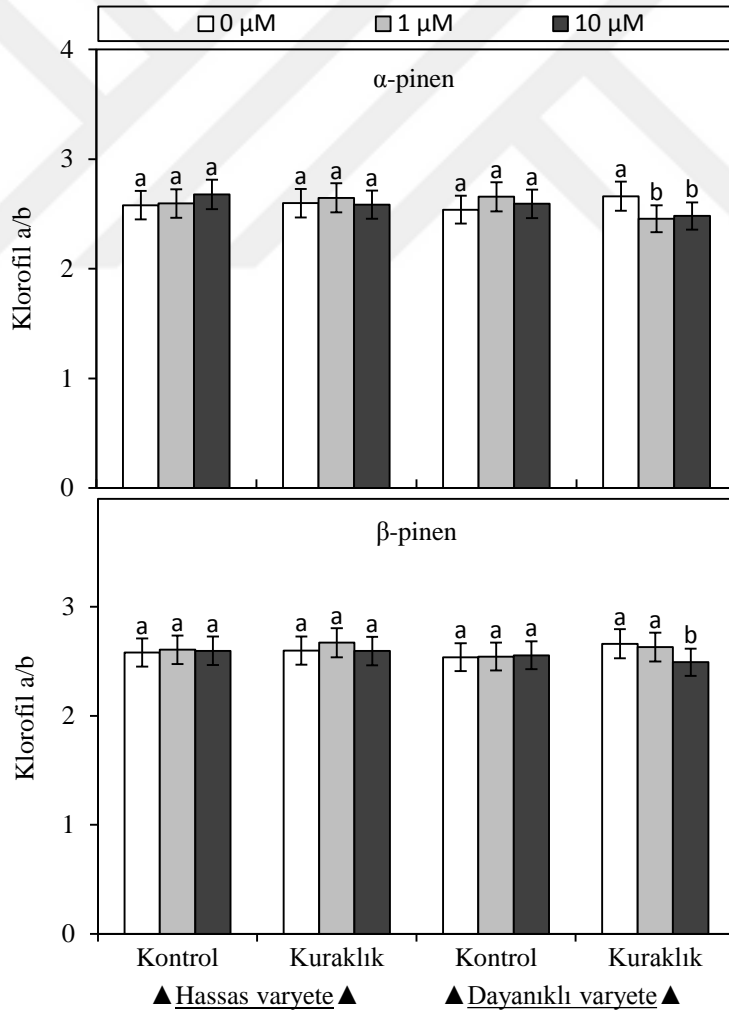 0 µM 1 µM 10 µM
4
α-pinen
3
a a a a a a a a a a b b
2
Klorofil a/b
1
0
β-pinen
3
a a a a a a a a a a a b
2
Klorofil a/b
1
0
Kontrol Kuraklık Kontrol Kuraklık
▲Hassas varyete▲ ▲Dayanıklı varyete▲